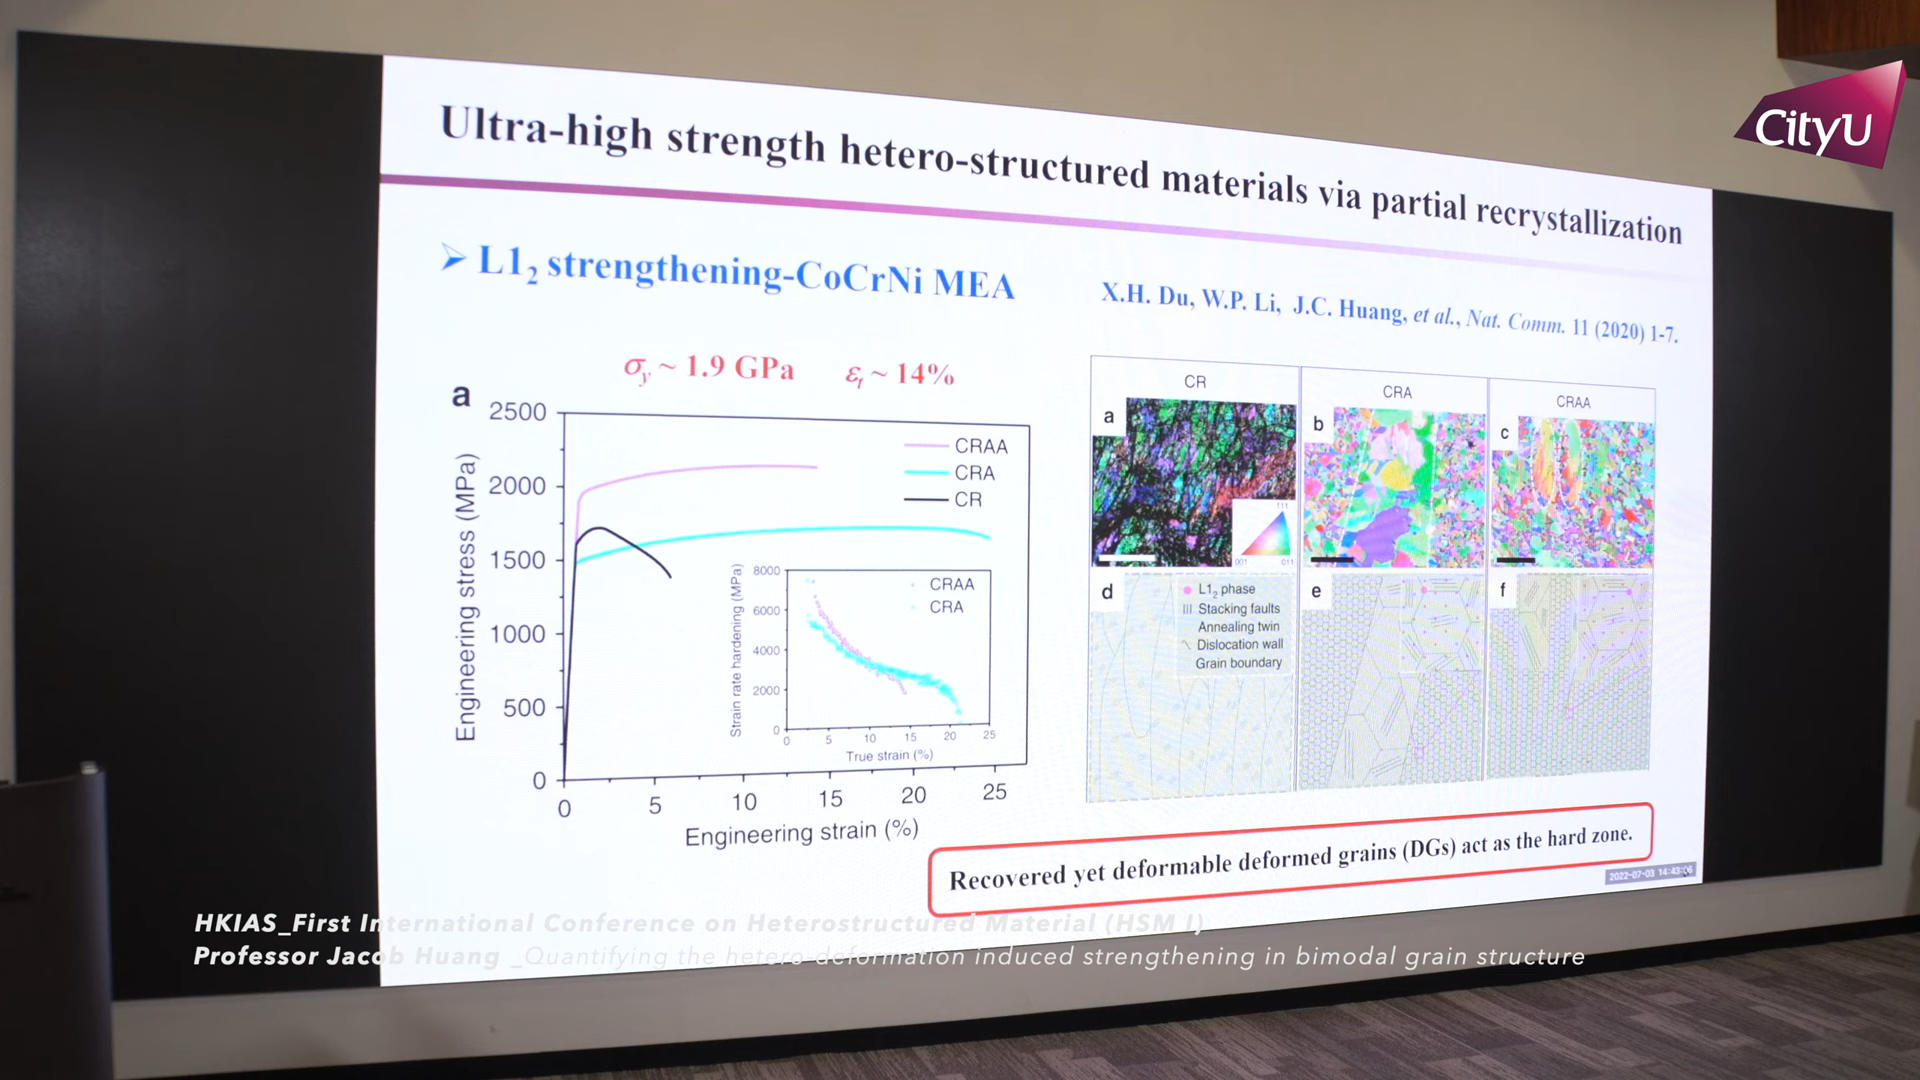 CityU
Ultra-high strength hetero-structured materials via partial recrystallization
➢ L1₂ strengthening-CoCrNi MEA
X.H. Du, W.P. Li, J.C. Huang, et al., Nat. Comm. 11 (2020) 1-7.
σy ~ 1.9 GPa εt ~ 14%
a
2500
2000
1500
1000
500
0
Engineering stress (MPa)
CRAA
CRA
CR
8000
6000
4000
2000
0
Strain rate hardening (MPa)
CRAA
CRA
0 5 10 15 20 25
True strain (%)
0 5 10 15 20 25
Engineering strain (%)
CR CRA CRAA
a b c
111
001 011
d e f
L1₂ phase
Stacking faults
Annealing twin
Dislocation wall
Grain boundary
Recovered yet deformable deformed grains (DGs) act as the hard zone.
2022-07-03 14:43:06
HKIAS_First International Conference on Heterostructured Material (HSM I)
Professor Jacob Huang _Quantifying the hetero-deformation induced strengthening in bimodal grain structure